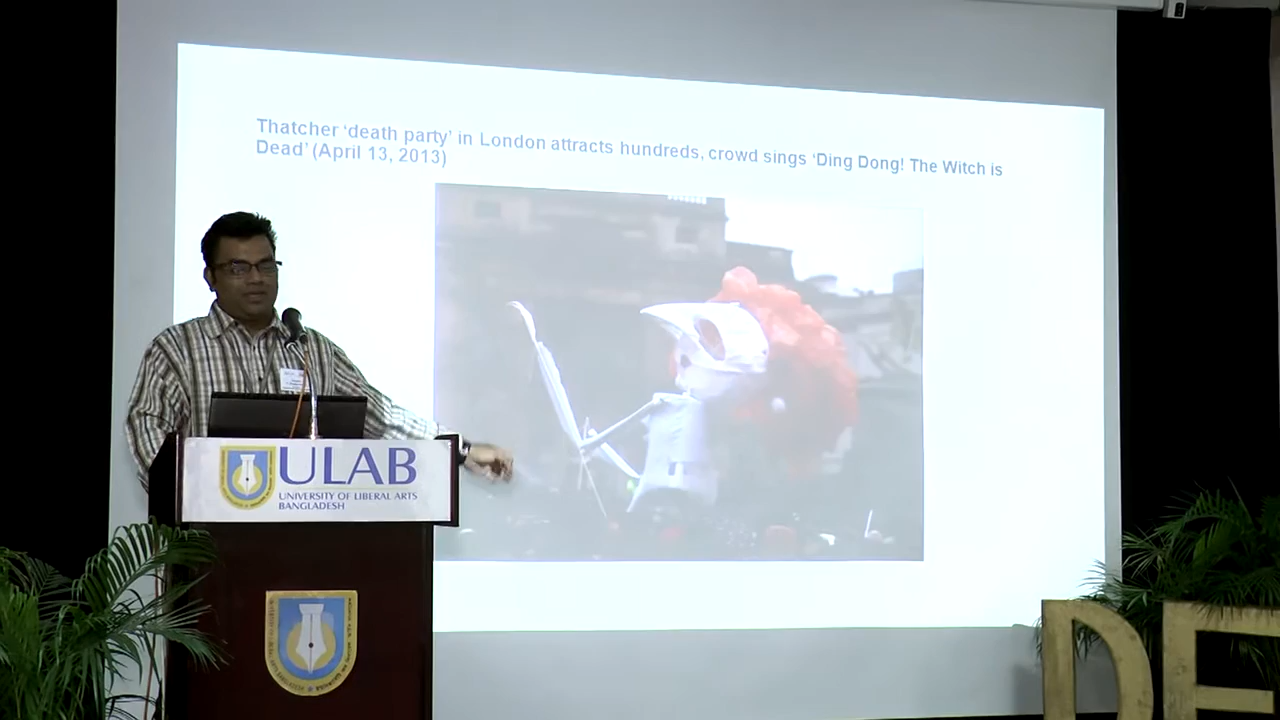 Thatcher ‘death party’ in London attracts hundreds, crowd sings ‘Ding Dong! The Witch is
Dead’ (April 13, 2013)
ULAB
UNIVERSITY OF LIBERAL ARTS
BANGLADESH
DE